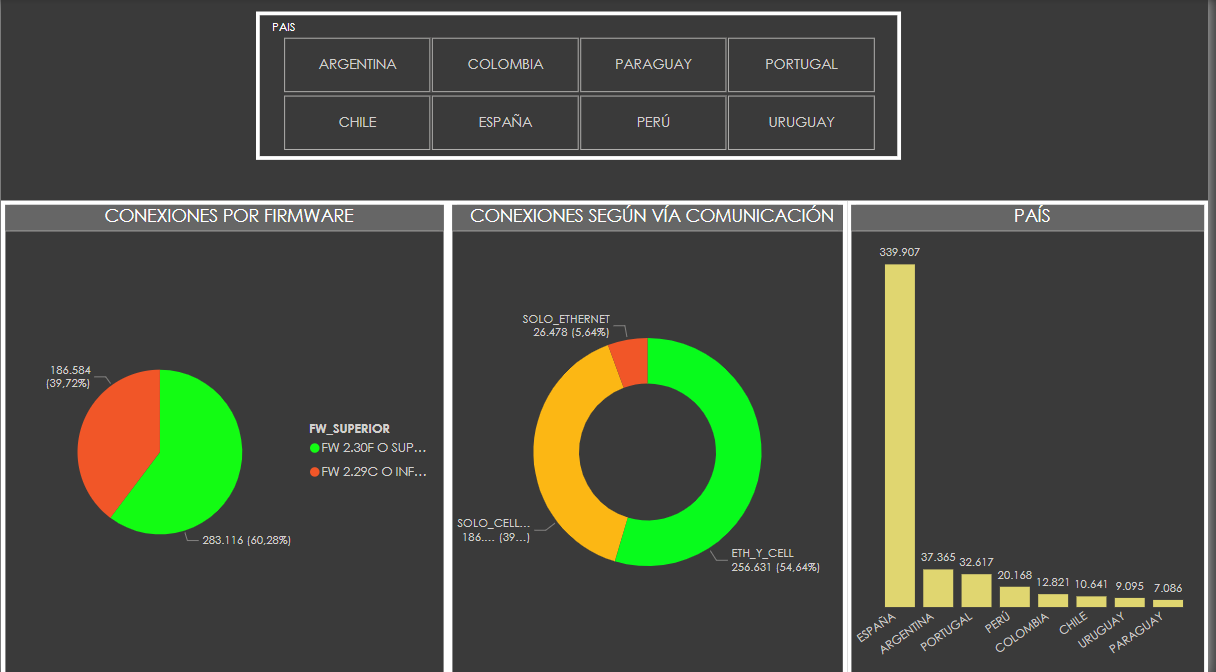 PAIS
ARGENTINA
COLOMBIA
PARAGUAY
PORTUGAL
CHILE
ESPAÑA
PERÚ
URUGUAY
CONEXIONES POR FIRMWARE
186.584
(39,72%)
283.116 (60,28%)
FW_SUPERIOR
FW 2.30F O SUP...
FW 2.29C O INF...
CONEXIONES SEGÚN VÍA COMUNICACIÓN
SOLO_ETHERNET
26.478 (5,64%)
SOLO_CELL...
186.... (39...)
ETH_Y_CELL
256.631 (54,64%)
PAÍS
339.907
37.365
32.617
20.168
12.821
10.641
9.095
7.086
ESPAÑA
ARGENTINA
PORTUGAL
PERÚ
COLOMBIA
CHILE
URUGUAY
PARAGUAY